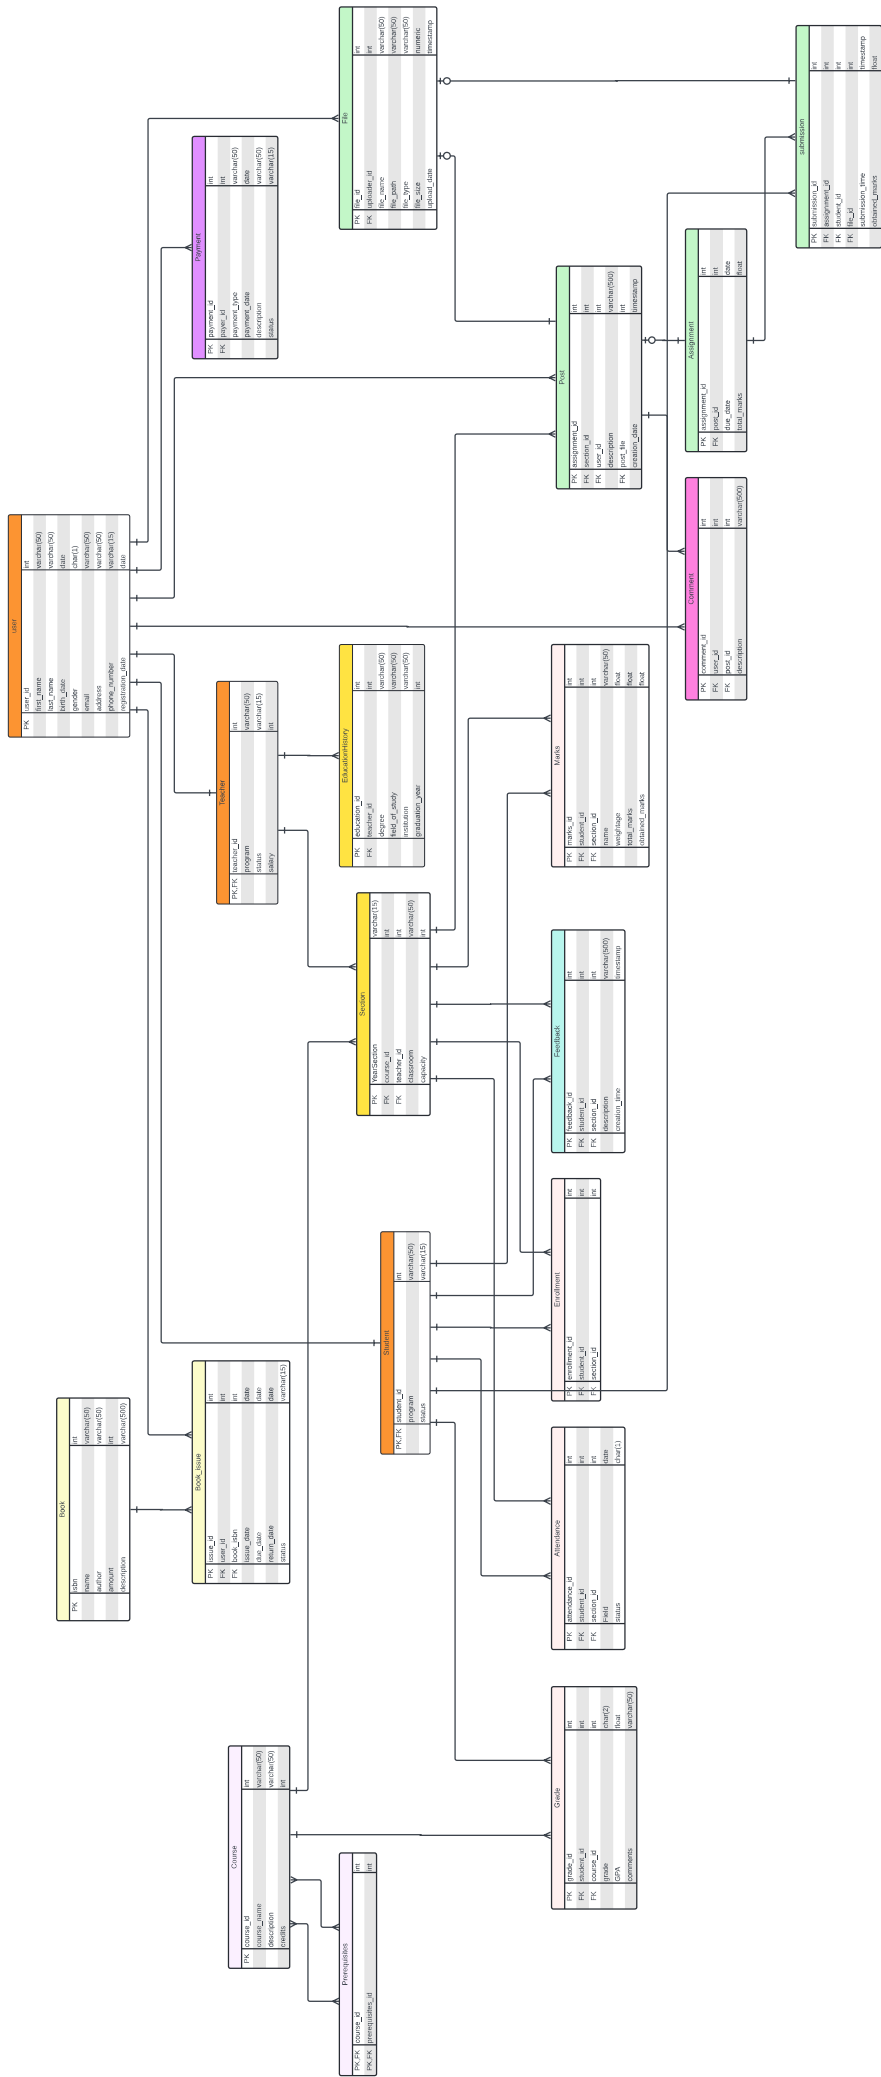 user
PK user_id int
first_name varchar(50)
last_name varchar(50)
birth_date date
gender char(1)
email varchar(50)
address varchar(50)
phone_number varchar(15)
registration_date date
Book
PK isbn int
name varchar(50)
author varchar(50)
amount int
description varchar(500)
Book_issue
PK issue_id int
FK user_id int
FK book_isbn int
issue_date date
due_date date
return_date date
status varchar(15)
Payment
PK payment_id int
FK payer_id int
payment_type varchar(50)
payment_date date
description varchar(50)
status varchar(15)
Teacher
PK,FK teacher_id int
program varchar(50)
status varchar(15)
salary int
Course
PK course_id int
course_name varchar(50)
description varchar(50)
credits int
Prerequisites
PK,FK course_id int
PK,FK prerequisites_id int
EducationHistory
PK education_id int
FK teacher_id int
degree varchar(50)
field_of_study varchar(50)
institution varchar(50)
graduation_year int
File
PK file_id int
FK uploader_id int
file_name varchar(50)
file_path varchar(50)
file_type varchar(50)
file_size numeric
upload_date timestamp
Section
PK YearSection varchar(15)
FK course_id int
FK teacher_id int
classroom varchar(50)
capacity int
Student
PK,FK student_id int
program varchar(50)
status varchar(15)
Grade
PK grade_id int
FK student_id int
FK course_id int
grade char(2)
GPA float
comments varchar(50)
Attendance
PK attendance_id int
FK student_id int
FK section_id int
Field date
status char(1)
Enrollment
PK enrollment_id int
FK student_id int
FK section_id int
Feedback
PK feedback_id int
FK student_id int
FK section_id int
description varchar(500)
creation_time timestamp
Marks
PK marks_id int
FK student_id int
FK section_id int
name varchar(50)
weightage float
total_marks float
obtained_marks float
Post
PK assignment_id int
FK section_id int
FK user_id int
description varchar(500)
FK post_file int
creation_date timestamp
Comment
PK comment_id int
FK user_id int
FK post_id int
description varchar(500)
Assignment
PK assignment_id int
FK post_id int
due_date date
total_marks float
submission
PK submission_id int
FK assignment_id int
FK student_id int
FK file_id int
submission_time timestamp
obtained_marks float